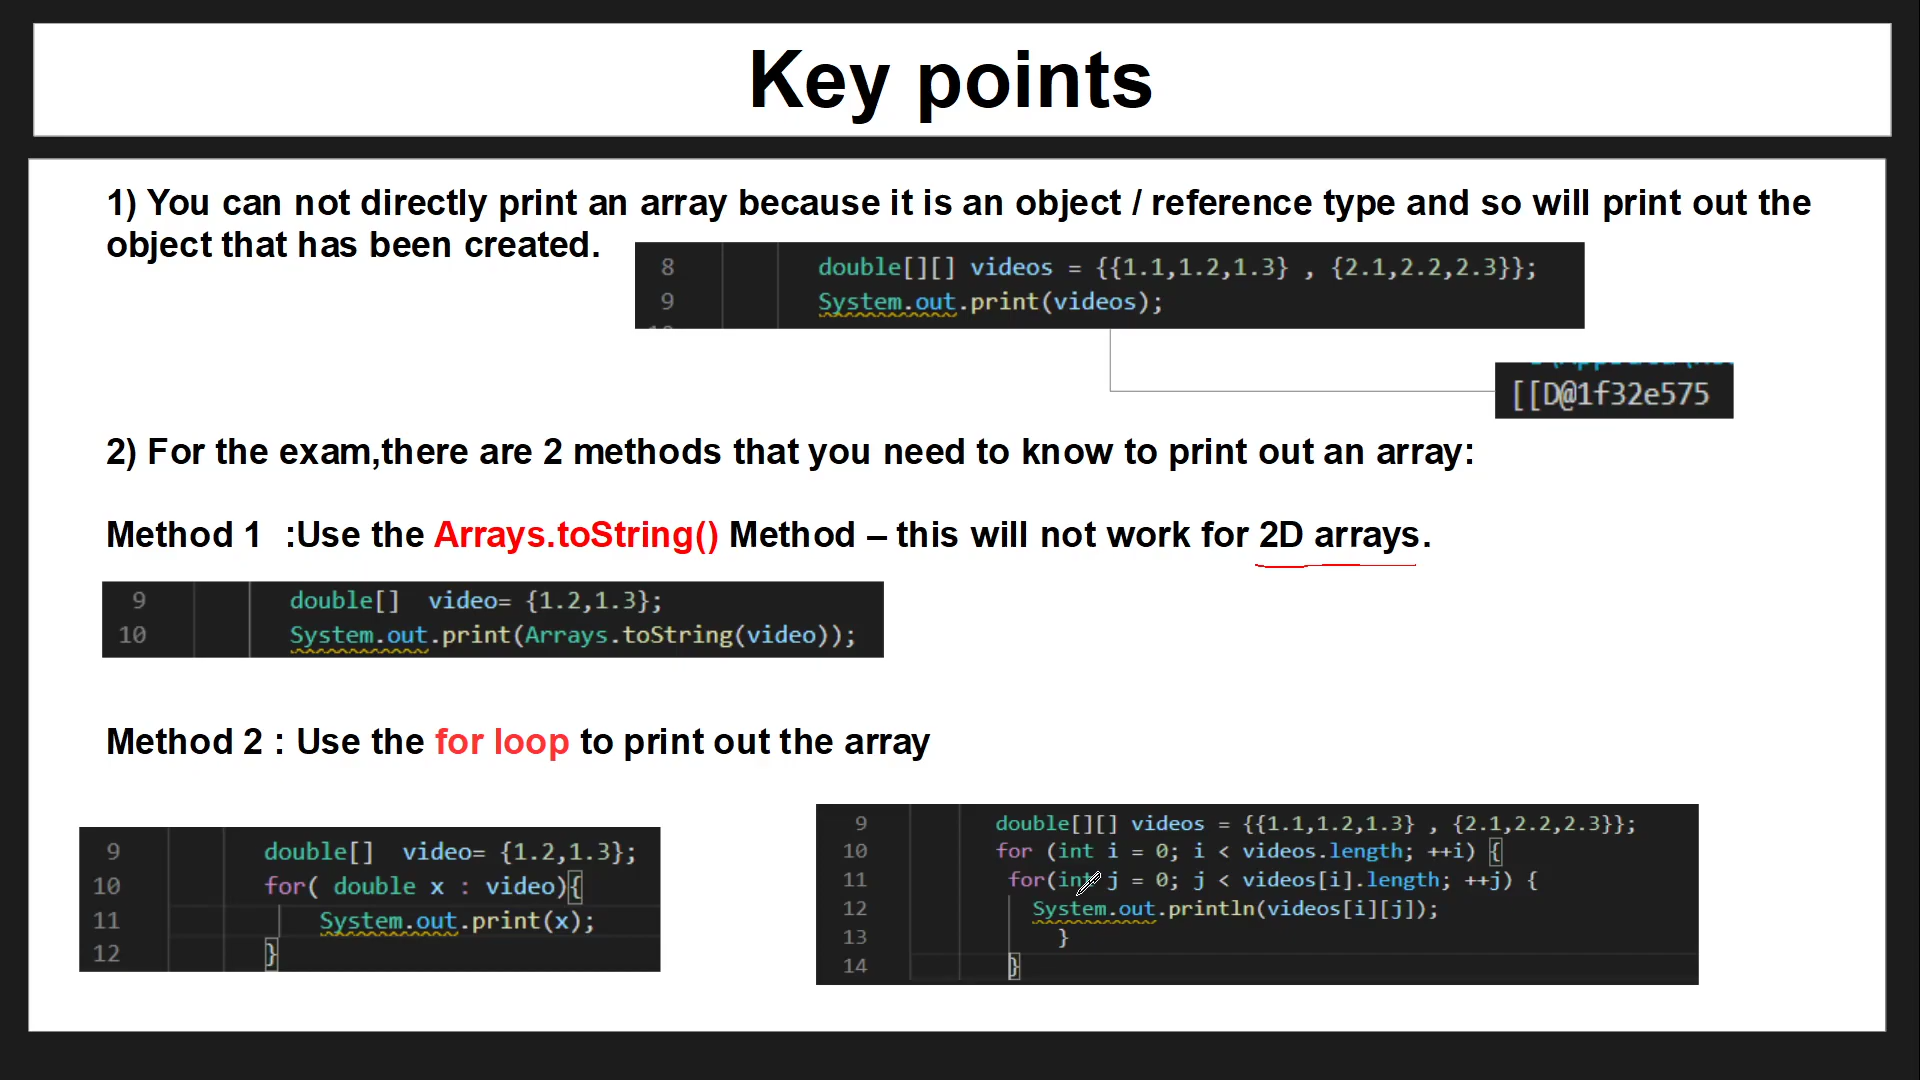 Key points
1) You can not directly print an array because it is an object / reference type and so will print out the
object that has been created.
8 double[][] videos = {{1.1,1.2,1.3} , {2.1,2.2,2.3}};
9 System.out.print(videos);
[[D@1f32e575
2) For the exam,there are 2 methods that you need to know to print out an array:
Method 1 :Use the Arrays.toString() Method – this will not work for 2D arrays.
9 double[] video= {1.2,1.3};
10 System.out.print(Arrays.toString(video));
Method 2 : Use the for loop to print out the array
9 double[] video= {1.2,1.3};
10 for( double x : video){
11 System.out.print(x);
12 }
9 double[][] videos = {{1.1,1.2,1.3} , {2.1,2.2,2.3}};
10 for (int i = 0; i < videos.length; ++i) {
11 for(int j = 0; j < videos[i].length; ++j) {
12 System.out.println(videos[i][j]);
13 }
14 }